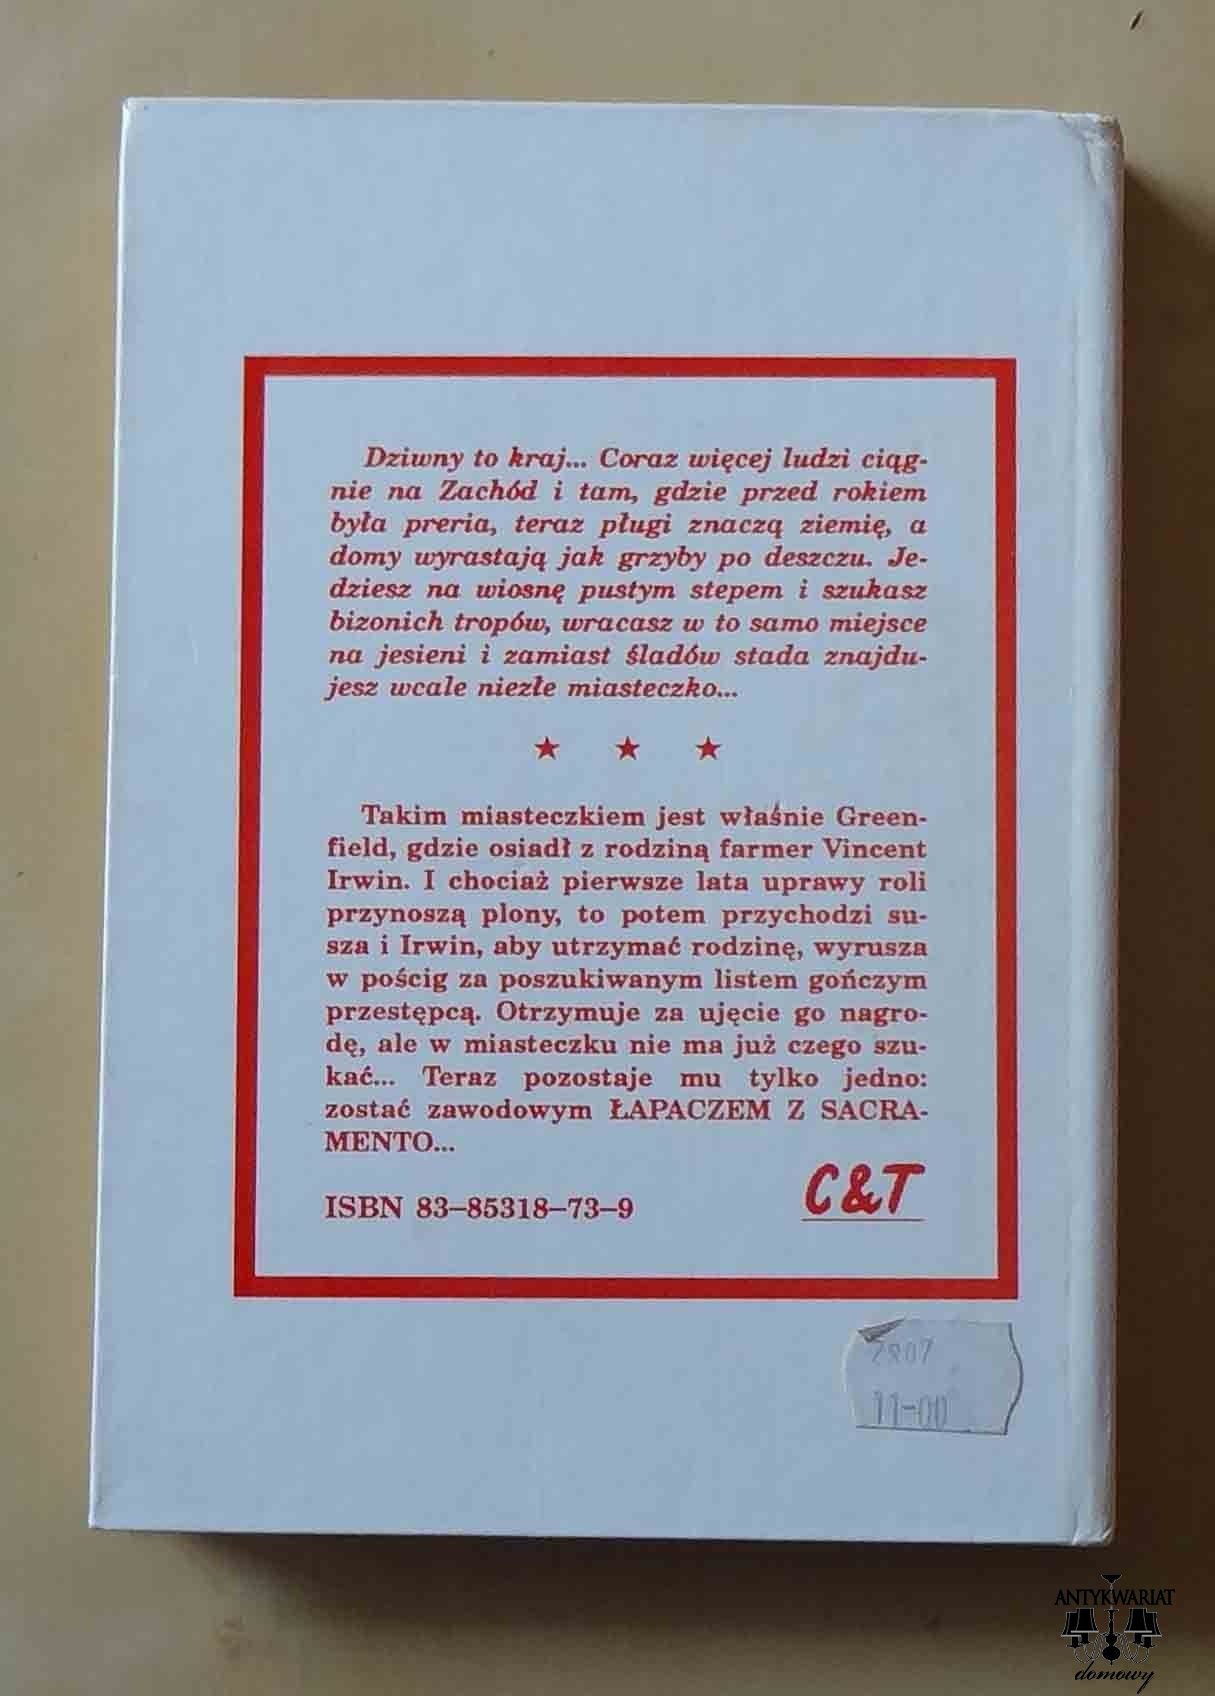 Dziwny to kraj... Coraz więcej ludzi ciąg-
nie na Zachód i tam, gdzie przed rokiem
była preria, teraz pługi znaczą ziemię, a
domy wyrastają jak grzyby po deszczu. Je-
dziesz na wiosnę pustym stepem i szukasz
bizonich tropów, wracasz w to samo miejsce
na jesieni i zamiast śladów stada znajdu-
jesz wcale niezłe miasteczko...
★ ★ ★
Takim miasteczkiem jest właśnie Green-
field, gdzie osiadł z rodziną farmer Vincent
Irwin. I chociaż pierwsze lata uprawy roli
przynoszą plony, to potem przychodzi su-
sza i Irwin, aby utrzymać rodzinę, wyrusza
w pościg za poszukiwanym listem gończym
przestępcą. Otrzymuje za ujęcie go nagro-
dę, ale w miasteczku nie ma już czego szu-
kać... Teraz pozostaje mu tylko jedno:
zostać zawodowym ŁAPACZEM Z SACRA-
MENTO...
C&T
ISBN 83–85318–73–9
2807
11-00
ANTYKWARIAT
domowy